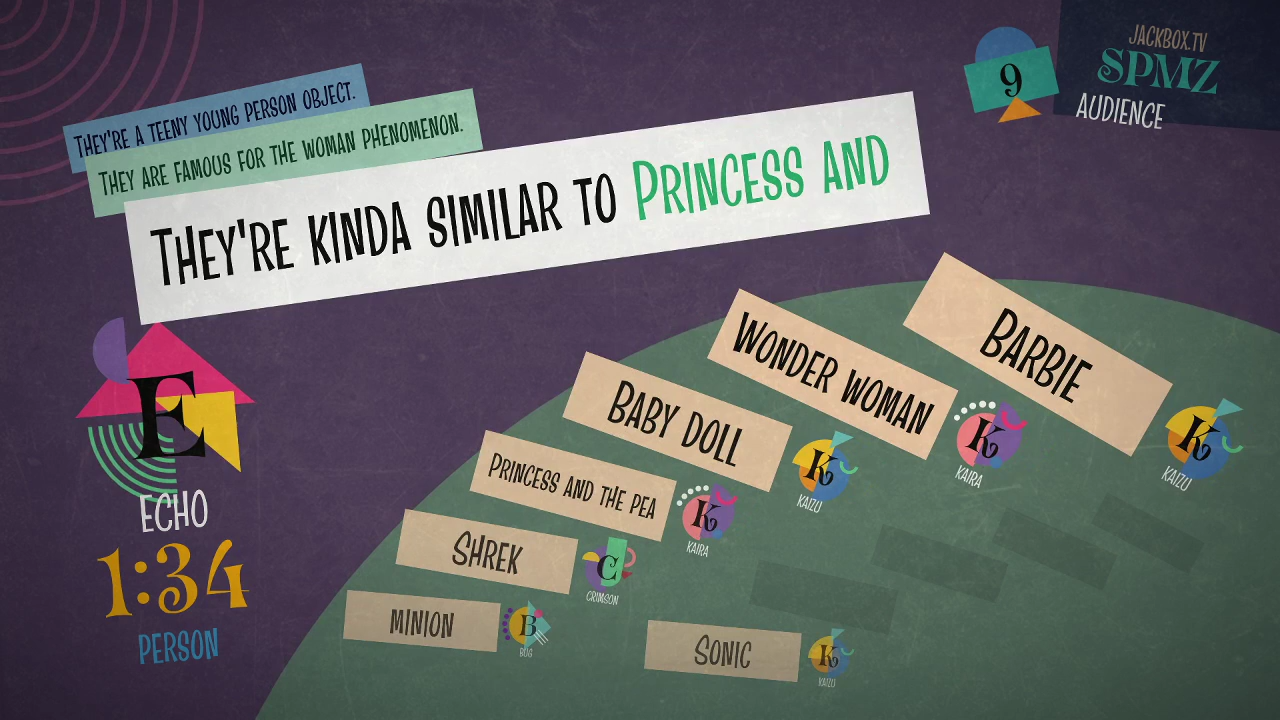 JACKBOX.TV
SPMZ
AUDIENCE
9
THEY'RE A TEENY YOUNG PERSON OBJECT.
THEY ARE FAMOUS FOR THE WOMAN PHENOMENON.
THEY'RE KINDA SIMILAR TO PRINCESS AND
E
ECHO
1:34
PERSON
BARBIE
K
KAIZU
WONDER WOMAN
K
KAIRA
BABY DOLL
K
KAIZU
PRINCESS AND THE PEA
K
KAIRA
SHREK
C
CRIMSON
MINION
B
BUG
SONIC
K
KAIZU